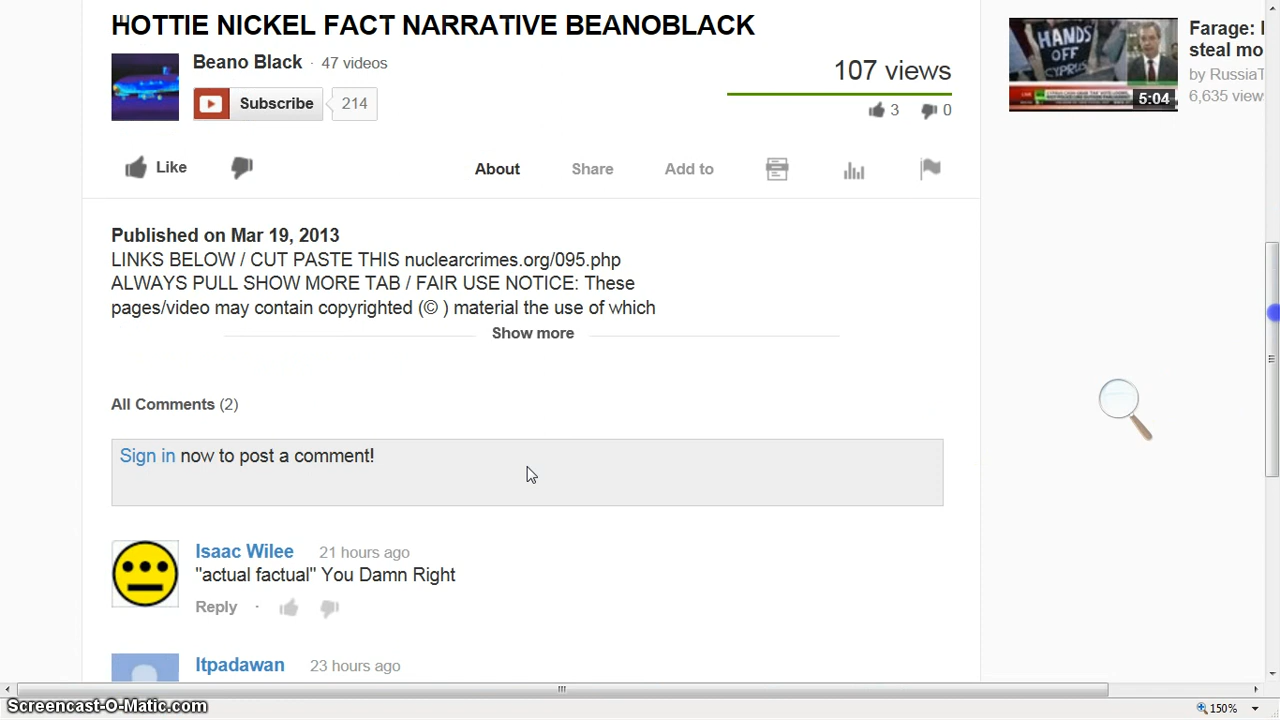 HOTTIE NICKEL FACT NARRATIVE BEANOBLACK
Beano Black · 47 videos
Subscribe 214
107 views
3 0
Like
About Share Add to
Published on Mar 19, 2013
LINKS BELOW / CUT PASTE THIS nuclearcrimes.org/095.php
ALWAYS PULL SHOW MORE TAB / FAIR USE NOTICE: These
pages/video may contain copyrighted (© ) material the use of which
Show more
All Comments (2)
Sign in now to post a comment!
Isaac Wilee 21 hours ago
"actual factual" You Damn Right
Reply ·
Itpadawan 23 hours ago
HANDS
OFF
CYPRUS
LIVE
5:04
Farage:
steal mo
by RussiaT
6,635 view
Screencast-O-Matic.com
150%